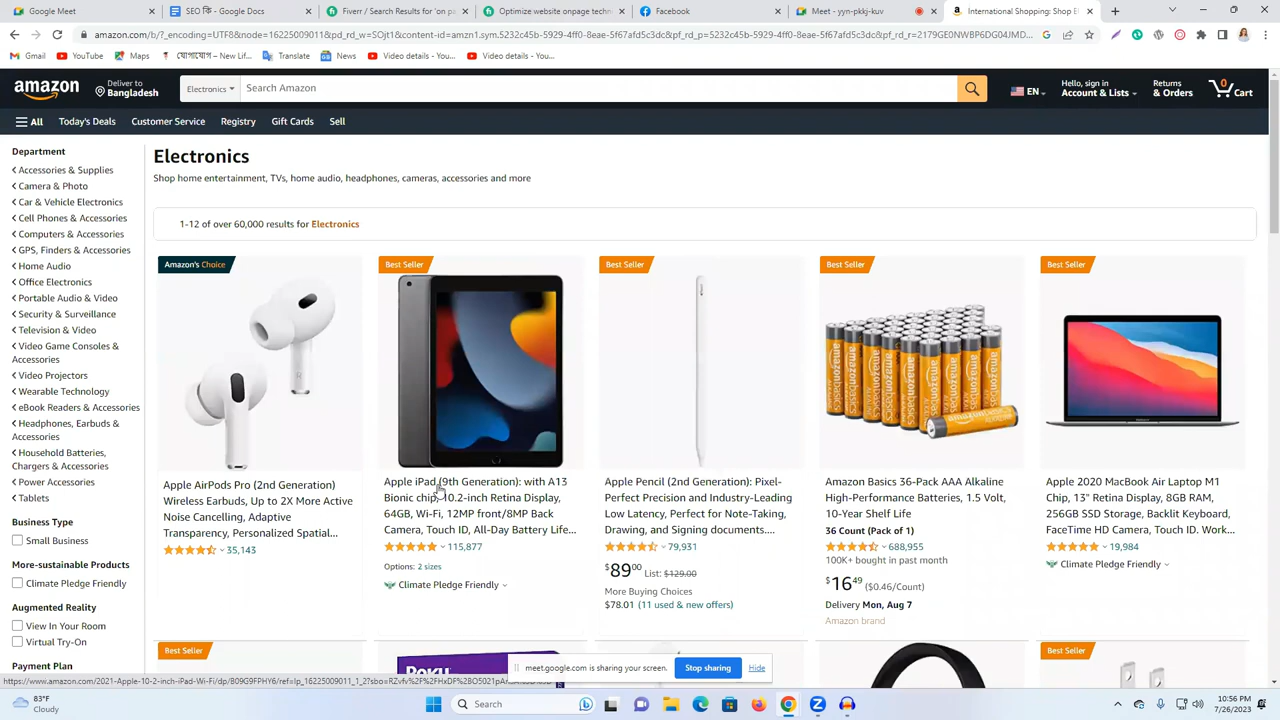 Google Meet
SEO কি - Google Docs
Fiverr / Search Results for 'on pa
Optimize website onpage techn
Facebook
Meet - yyn-pkkj-kuv
International Shopping: Shop El
amazon.com/b/?_encoding=UTF8&node=16225009011&pd_rd_w=SOjt1&content-id=amzn1.sym.5232c45b-5929-4ff0-8eae-5f67afd5c3dc&pf_rd_p=5232c45b-5929-4ff0-8eae-5f67afd5c3dc&pf_rd_r=2179GE0NW8P6DG04JMD...
Gmail
YouTube
Maps
যোগাযোগ – New Lif...
Translate
News
Video details - You...
Video details - You...
amazon
Deliver to
Bangladesh
Electronics
Search Amazon
EN
Hello, sign in
Account & Lists
Returns
& Orders
0
Cart
All
Today's Deals
Customer Service
Registry
Gift Cards
Sell
Department
Accessories & Supplies
Camera & Photo
Car & Vehicle Electronics
Cell Phones & Accessories
Computers & Accessories
GPS, Finders & Accessories
Home Audio
Office Electronics
Portable Audio & Video
Security & Surveillance
Television & Video
Video Game Consoles &
Accessories
Video Projectors
Wearable Technology
eBook Readers & Accessories
Headphones, Earbuds &
Accessories
Household Batteries,
Chargers & Accessories
Power Accessories
Tablets
Business Type
Small Business
More-sustainable Products
Climate Pledge Friendly
Augmented Reality
View In Your Room
Virtual Try-On
Payment Plan
Electronics
Shop home entertainment, TVs, home audio, headphones, cameras, accessories and more
1-12 of over 60,000 results for Electronics
Amazon's Choice
Apple AirPods Pro (2nd Generation)
Wireless Earbuds, Up to 2X More Active
Noise Cancelling, Adaptive
Transparency, Personalized Spatial...
35,143
Best Seller
Apple iPad (9th Generation): with A13
Bionic chip, 10.2-inch Retina Display,
64GB, Wi-Fi, 12MP front/8MP Back
Camera, Touch ID, All-Day Battery Life...
115,877
Options: 2 sizes
Climate Pledge Friendly
Best Seller
Apple Pencil (2nd Generation): Pixel-
Perfect Precision and Industry-Leading
Low Latency, Perfect for Note-Taking,
Drawing, and Signing documents....
79,931
$89.00 List: $129.00
More Buying Choices
$78.01 (11 used & new offers)
Best Seller
amazonbasics
Amazon Basics 36-Pack AAA Alkaline
High-Performance Batteries, 1.5 Volt,
10-Year Shelf Life
36 Count (Pack of 1)
688,955
100K+ bought in past month
$16.49 ($0.46/Count)
Delivery Mon, Aug 7
Amazon brand
Best Seller
Apple 2020 MacBook Air Laptop M1
Chip, 13" Retina Display, 8GB RAM,
256GB SSD Storage, Backlit Keyboard,
FaceTime HD Camera, Touch ID. Work...
19,984
Climate Pledge Friendly
Best Seller
Roku
Best Seller
meet.google.com is sharing your screen.
Stop sharing
Hide
83°F
Cloudy
Search
10:56 PM
7/26/2023